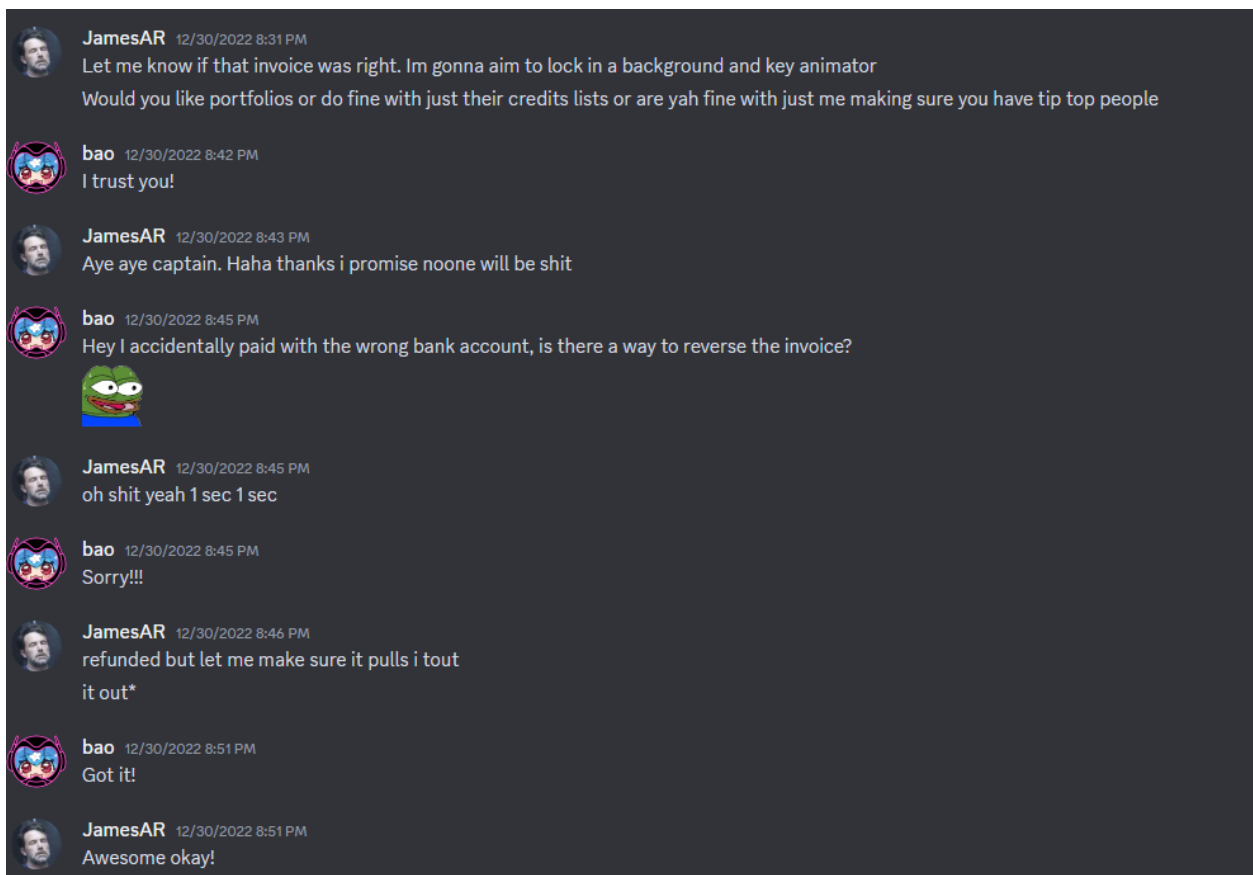 JamesAR 12/30/2022 8:31 PM
Let me know if that invoice was right. Im gonna aim to lock in a background and key animator
Would you like portfolios or do fine with just their credits lists or are yah fine with just me making sure you have tip top people
bao 12/30/2022 8:42 PM
I trust you!
JamesAR 12/30/2022 8:43 PM
Aye aye captain. Haha thanks i promise noone will be shit
bao 12/30/2022 8:45 PM
Hey I accidentally paid with the wrong bank account, is there a way to reverse the invoice?
JamesAR 12/30/2022 8:45 PM
oh shit yeah 1 sec 1 sec
bao 12/30/2022 8:45 PM
Sorry!!!
JamesAR 12/30/2022 8:46 PM
refunded but let me make sure it pulls i tout
it out*
bao 12/30/2022 8:51 PM
Got it!
JamesAR 12/30/2022 8:51 PM
Awesome okay!